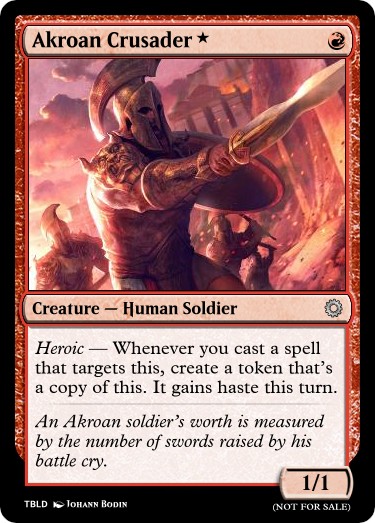 Akroan Crusader ★
Creature — Human Soldier
Heroic — Whenever you cast a spell
that targets this, create a token that's
a copy of this. It gains haste this turn.
An Akroan soldier's worth is measured
by the number of swords raised by his
battle cry.
1/1
TBLD Johann Bodin
(NOT FOR SALE)